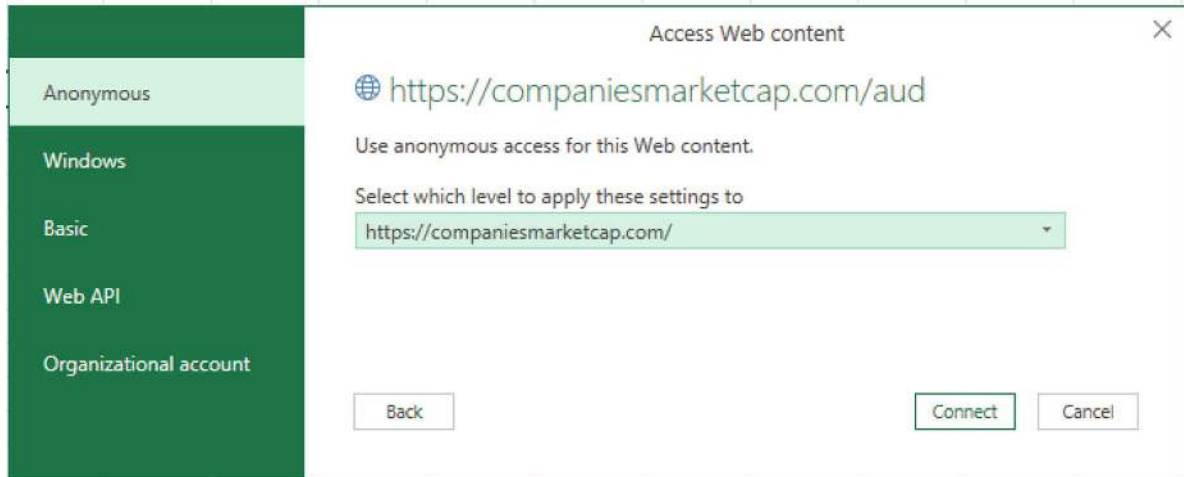 Access Web content
Anonymous
Windows
Basic
Web API
Organizational account
https://companiesmarketcap.com/aud
Use anonymous access for this Web content.
Select which level to apply these settings to
https://companiesmarketcap.com/
Back
Connect
Cancel